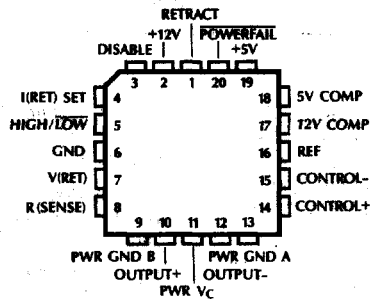 RETRACT
+12V POWERFAIL
DISABLE +5V
3 2 1 20 19
I(RET) SET 4 18 5V COMP
HIGH/LOW 5 17 12V COMP
GND 6 16 REF
V(RET) 7 15 CONTROL-
R(SENSE) 8 14 CONTROL+
9 10 11 12 13
PWR GND B PWR GND A
OUTPUT+ OUTPUT-
PWR VC